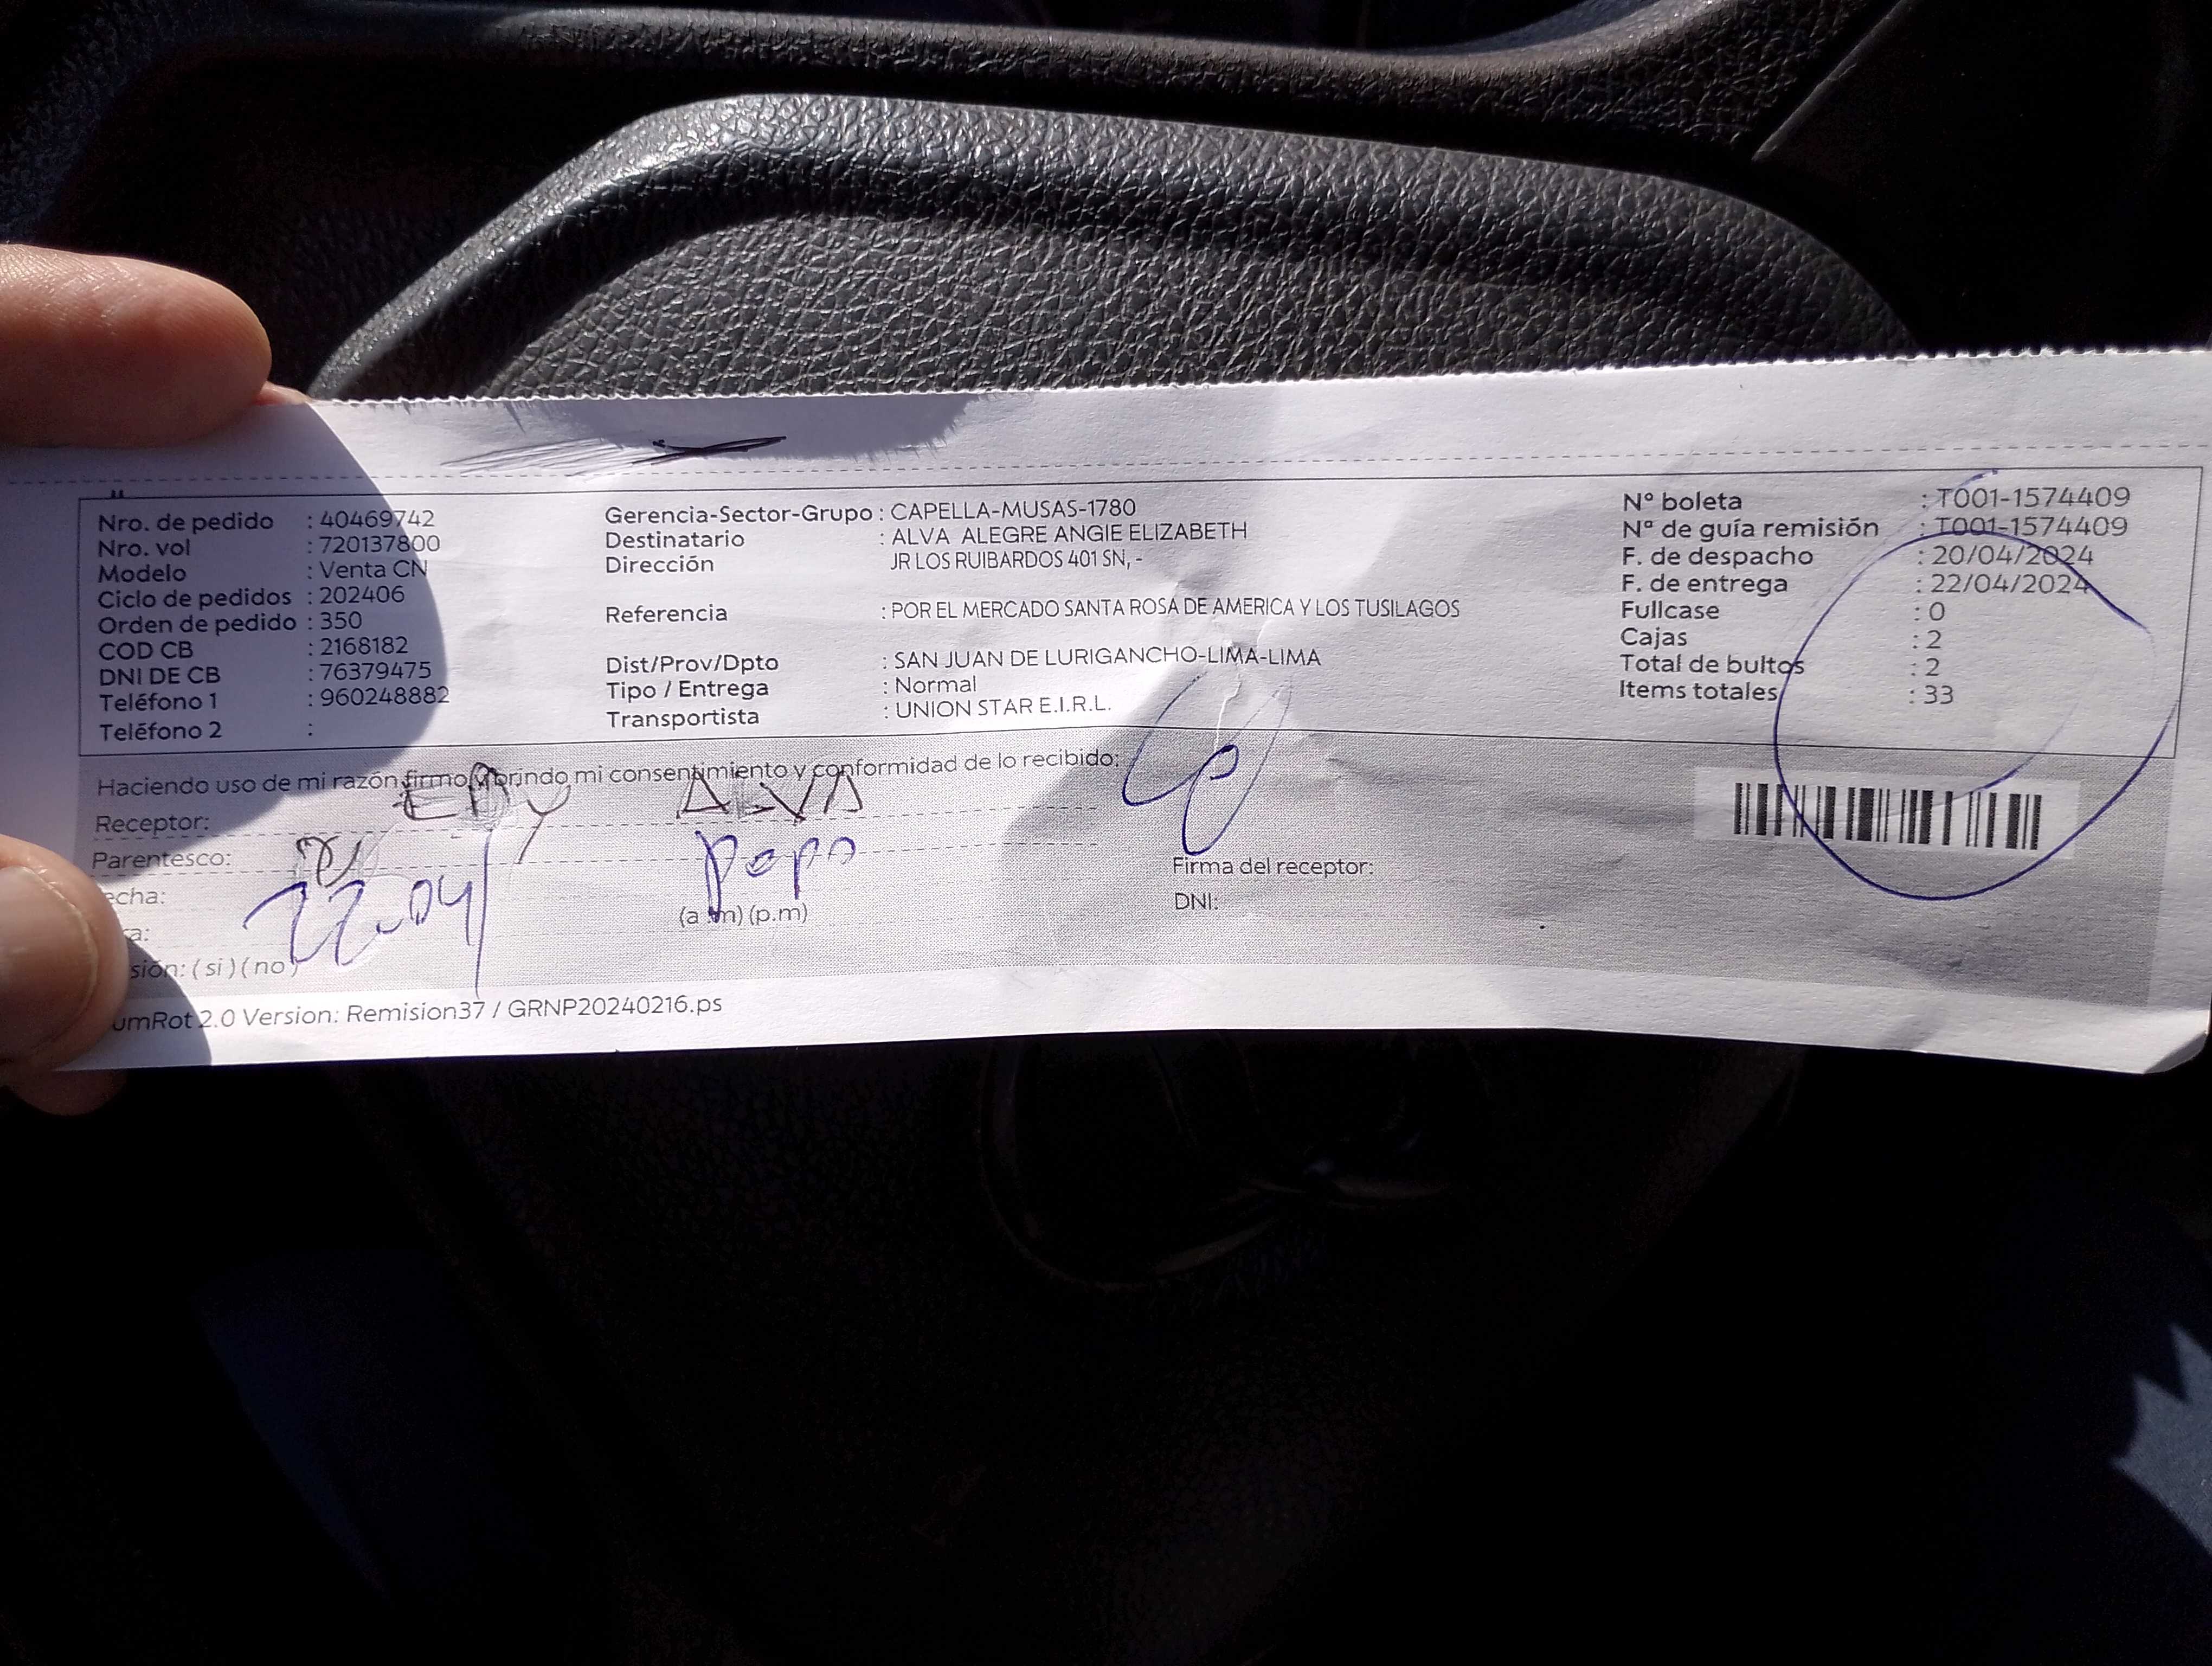 Nro. de pedido : 40469742
Nro. vol : 720137800
Modelo : Venta CN
Ciclo de pedidos : 202406
Orden de pedido : 350
COD CB : 2168182
DNI DE CB : 76379475
Teléfono 1 : 960248882
Teléfono 2 :
Gerencia-Sector-Grupo : CAPELLA-MUSAS-1780
Destinatario : ALVA ALEGRE ANGIE ELIZABETH
Dirección JR LOS RUIBARDOS 401 SN, -
Referencia : POR EL MERCADO SANTA ROSA DE AMERICA Y LOS TUSILAGOS
Dist/Prov/Dpto : SAN JUAN DE LURIGANCHO-LIMA-LIMA
Tipo / Entrega : Normal
Transportista : UNION STAR E.I.R.L.
Nº boleta : T001-1574409
Nª de guía remisión : T001-1574409
F. de despacho : 20/04/2024
F. de entrega : 22/04/2024
Fullcase : 0
Cajas : 2
Total de bultos : 2
Items totales : 33
Haciendo uso de mi razón firmo y brindo mi consentimiento y conformidad de lo recibido:
Receptor: EDY ALVA
Parentesco: papa
echa: 22.04
a: (a.m) (p.m)
sión: ( si ) ( no )
Firma del receptor:
DNI:
umRot 2.0 Version: Remision37 / GRNP20240216.ps